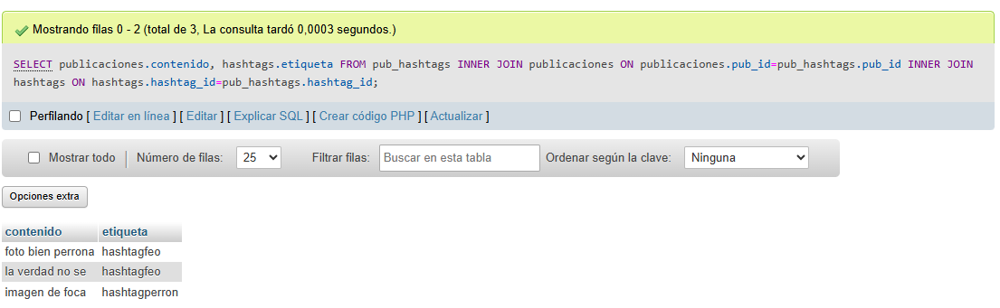 Mostrando filas 0 - 2 (total de 3, La consulta tardó 0,0003 segundos.)
SELECT publicaciones.contenido, hashtags.etiqueta FROM pub_hashtags INNER JOIN publicaciones ON publicaciones.pub_id=pub_hashtags.pub_id INNER JOIN
hashtags ON hashtags.hashtag_id=pub_hashtags.hashtag_id;
Perfilando [ Editar en línea ] [ Editar ] [ Explicar SQL ] [ Crear código PHP ] [ Actualizar ]
Mostrar todo Número de filas: 25 Filtrar filas: Buscar en esta tabla Ordenar según la clave: Ninguna
Opciones extra
contenido etiqueta
foto bien perrona hashtagfeo
la verdad no se hashtagfeo
imagen de foca hashtagperron